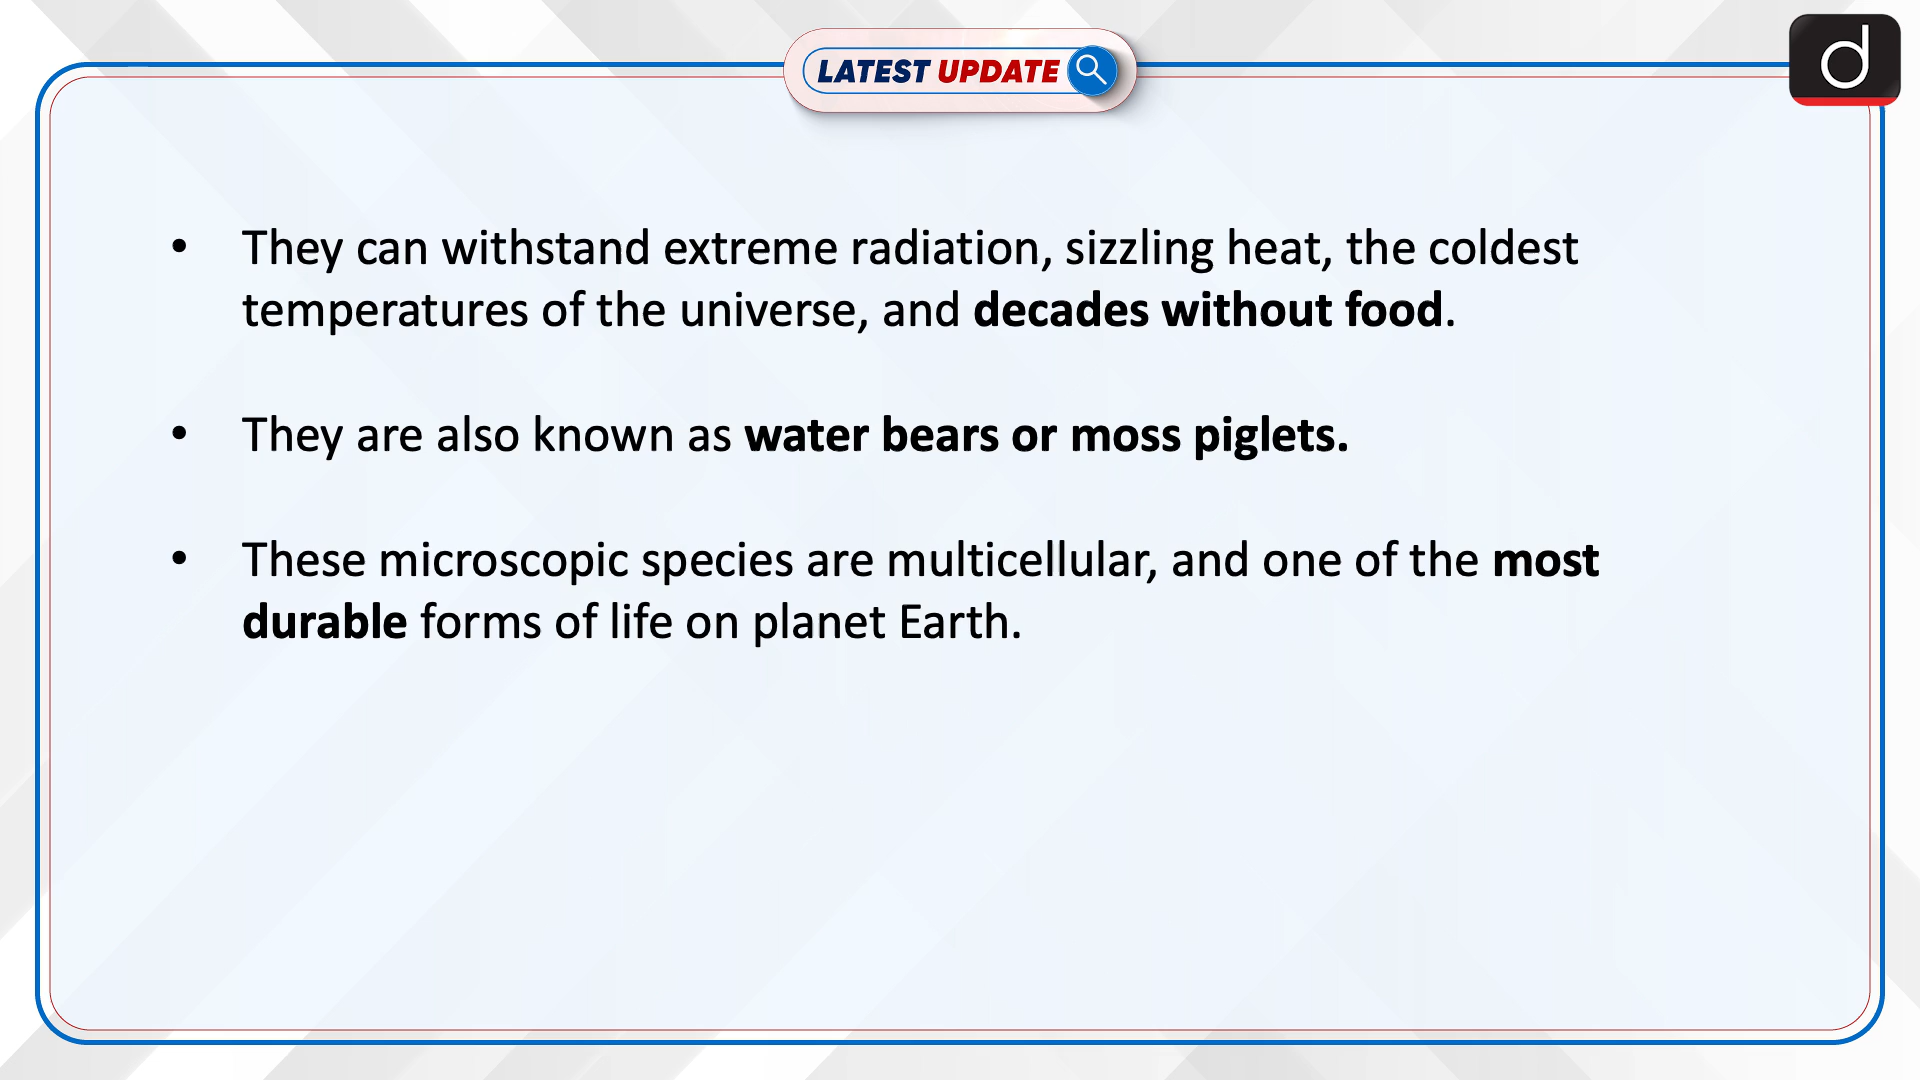 LATEST UPDATE
d
• They can withstand extreme radiation, sizzling heat, the coldest
temperatures of the universe, and decades without food.
• They are also known as water bears or moss piglets.
• These microscopic species are multicellular, and one of the most
durable forms of life on planet Earth.